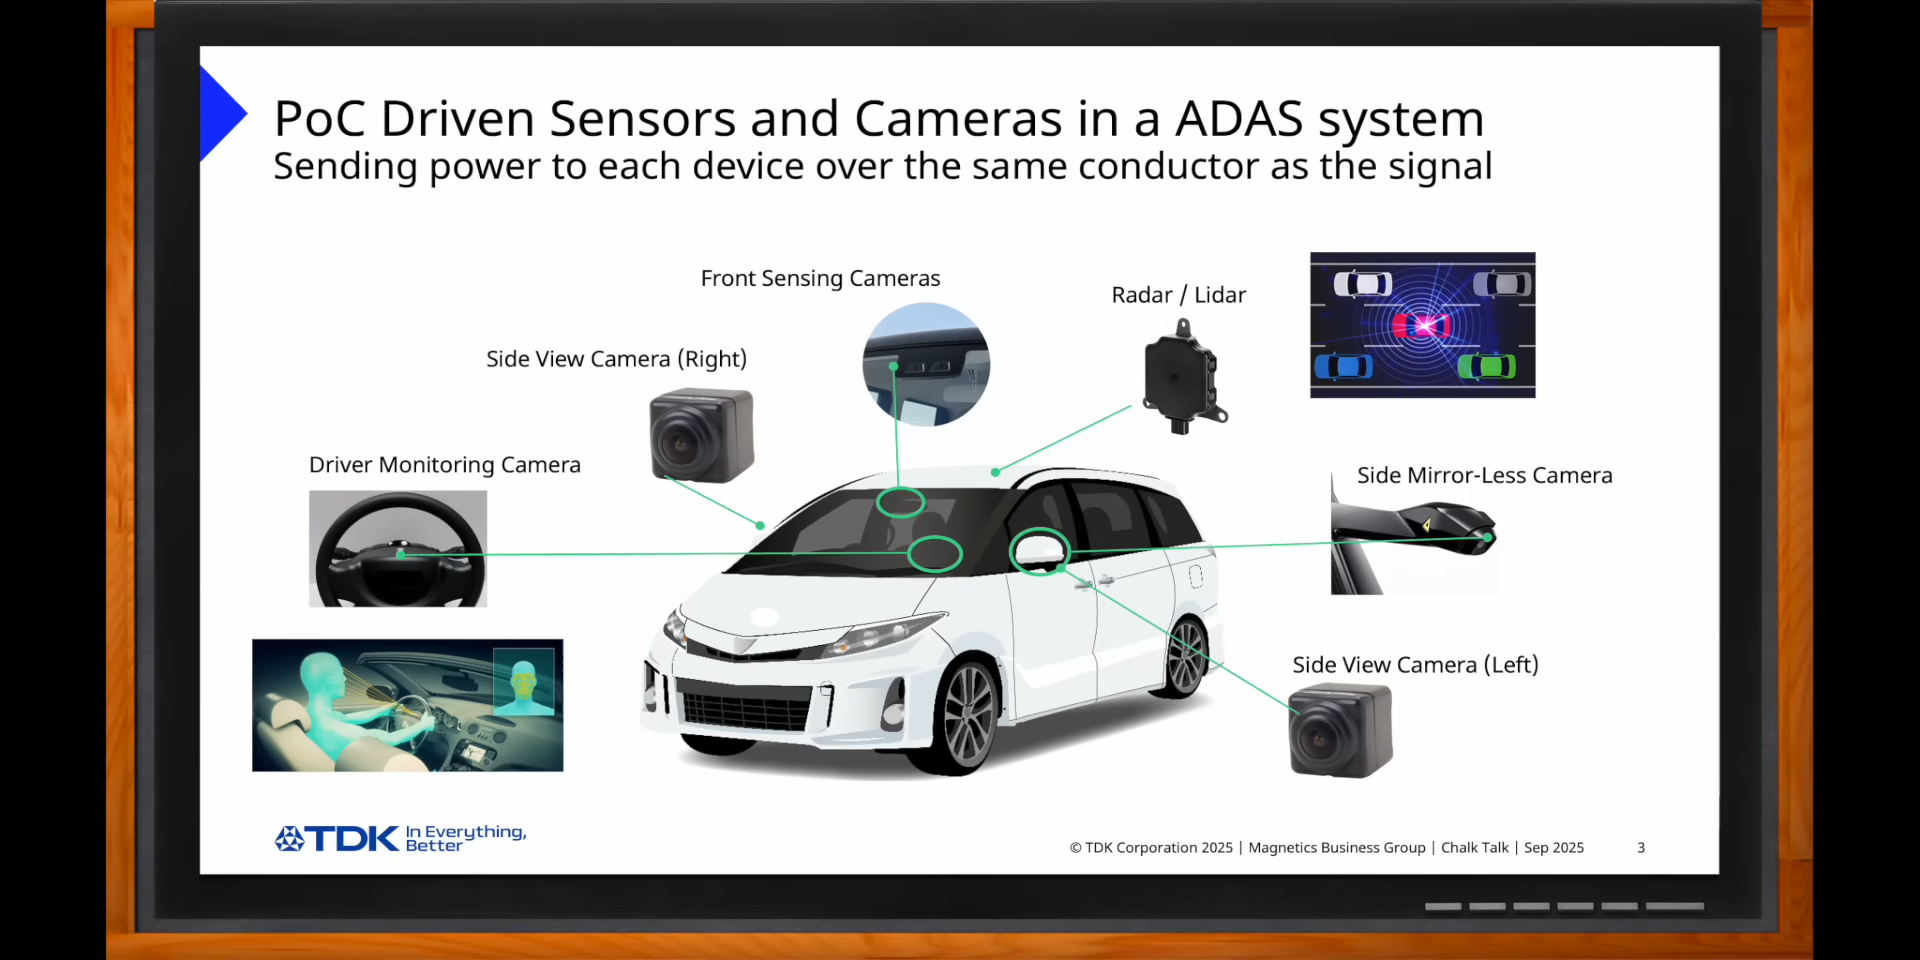 PoC Driven Sensors and Cameras in a ADAS system
Sending power to each device over the same conductor as the signal
Front Sensing Cameras
Radar / Lidar
Side View Camera (Right)
Driver Monitoring Camera
Side Mirror-Less Camera
Side View Camera (Left)
TDK In Everything,
Better
© TDK Corporation 2025 | Magnetics Business Group | Chalk Talk | Sep 2025 3